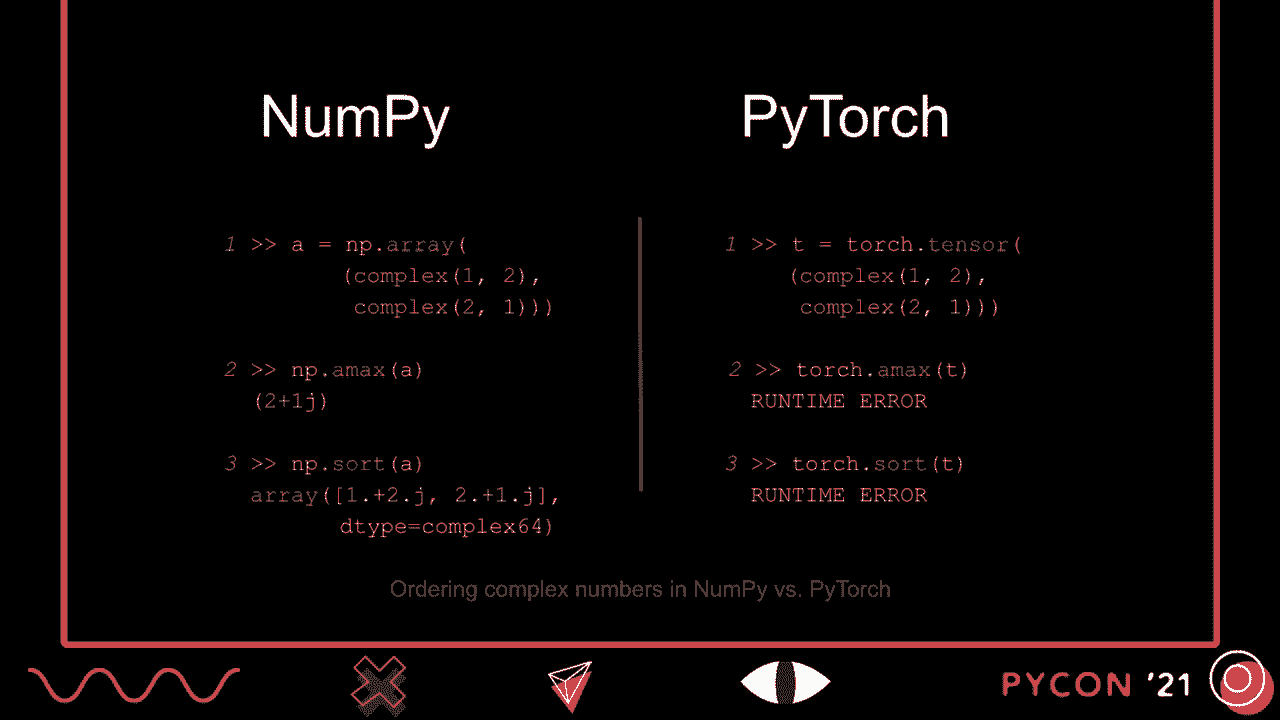 NumPy
1 >> a = np.array(
(complex(1, 2),
complex(2, 1)))
2 >> np.amax(a)
(2+1j)
3 >> np.sort(a)
array([1.+2.j, 2.+1.j],
dtype=complex64)
PyTorch
1 >> t = torch.tensor(
(complex(1, 2),
complex(2, 1)))
2 >> torch.amax(t)
RUNTIME ERROR
3 >> torch.sort(t)
RUNTIME ERROR
Ordering complex numbers in NumPy vs. PyTorch
PYCON '21